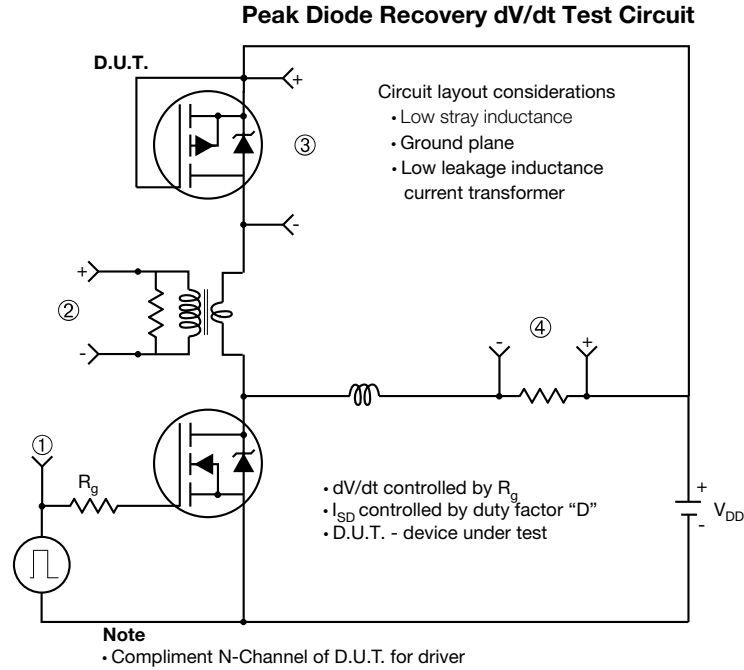 Peak Diode Recovery dV/dt Test Circuit
D.U.T.
+
Circuit layout considerations
• Low stray inductance
③
• Ground plane
• Low leakage inductance
current transformer
-
+
②
④
-
-
+
①
Rg
• dV/dt controlled by Rg
+
• ISD controlled by duty factor “D”
VDD
• D.U.T. - device under test
-
Note
• Compliment N-Channel of D.U.T. for driver